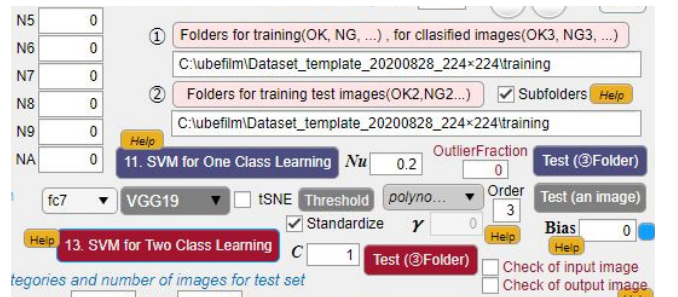 N5 0
① Folders for training(OK, NG, ...) , for cllasified images(OK3, NG3, ...)
N6 0
C:\ubefilm\Dataset_template_20200828_224×224\training
N7 0
② Folders for training test images(OK2,NG2...) Subfolders Help
N8 0
C:\ubefilm\Dataset_template_20200828_224×224\training
N9 0
Help
NA 0
11. SVM for One Class Learning Nu 0.2 OutlierFraction 0 Test (③Folder)
fc7 VGG19 tSNE Threshold polyno... Order 3 Test (an image)
Standardize γ 0 Help Bias 0
Help
Help 13. SVM for Two Class Learning C 1 Test (③Folder)
Check of input image
Check of output image
tegories and number of images for test set